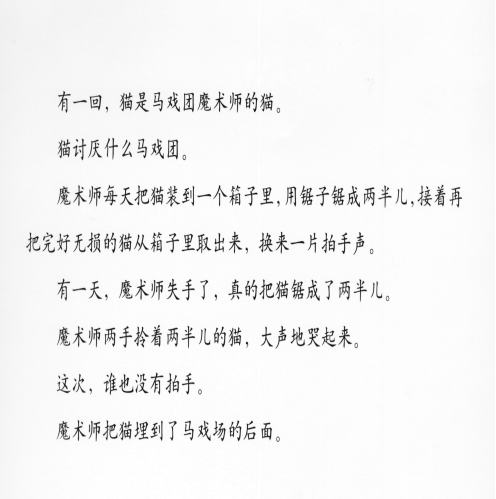 有一回，猫是马戏团魔术师的猫。
猫讨厌什么马戏团。
魔术师每天把猫装到一个箱子里，用锯子锯成两半儿，接着再
把完好无损的猫从箱子里取出来，换来一片拍手声。
有一天，魔术师失手了，真的把猫锯成了两半儿。
魔术师两手拎着两半儿的猫，大声地哭起来。
这次，谁也没有拍手。
魔术师把猫埋到了马戏场的后面。